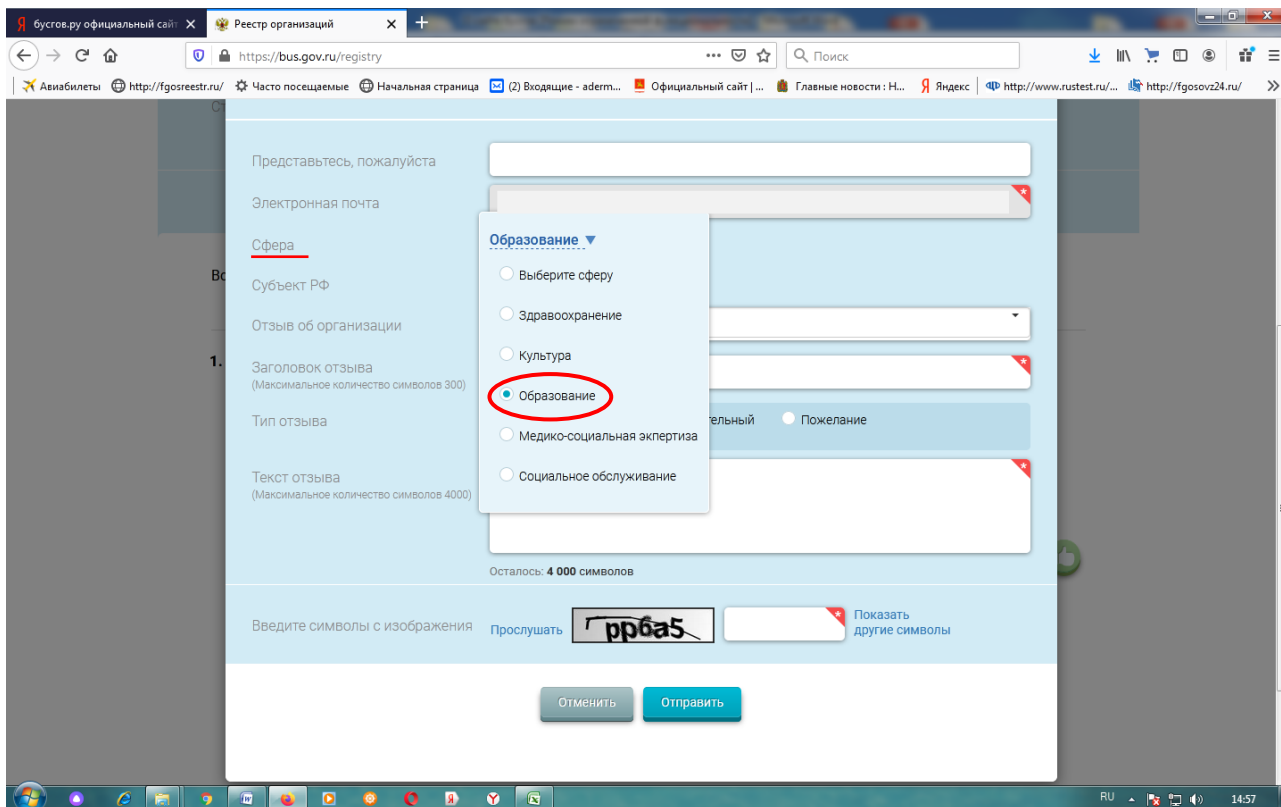 бусгов.ру официальный сайт
Реестр организаций
https://bus.gov.ru/registry
Поиск
Авиабилеты http://fgosreestr.ru/ Часто посещаемые Начальная страница (2) Входящие - aderm... Официальный сайт | ... Главные новости : Н... Яндекс http://www.rustest.ru/... http://fgosovz24.ru/
Представьтесь, пожалуйста
Электронная почта
Сфера
Образование
Во
Выберите сферу
Субъект РФ
Здравоохранение
Отзыв об организации
Культура
1.
Заголовок отзыва
(Максимальное количество символов 300)
Образование
Тип отзыва
тельный Пожелание
Медико-социальная экпертиза
Текст отзыва
(Максимальное количество символов 4000)
Социальное обслуживание
Осталось: 4 000 символов
Введите символы с изображения
Прослушать
pp6a5
Показать
другие символы
Отменить
Отправить
RU
14:57